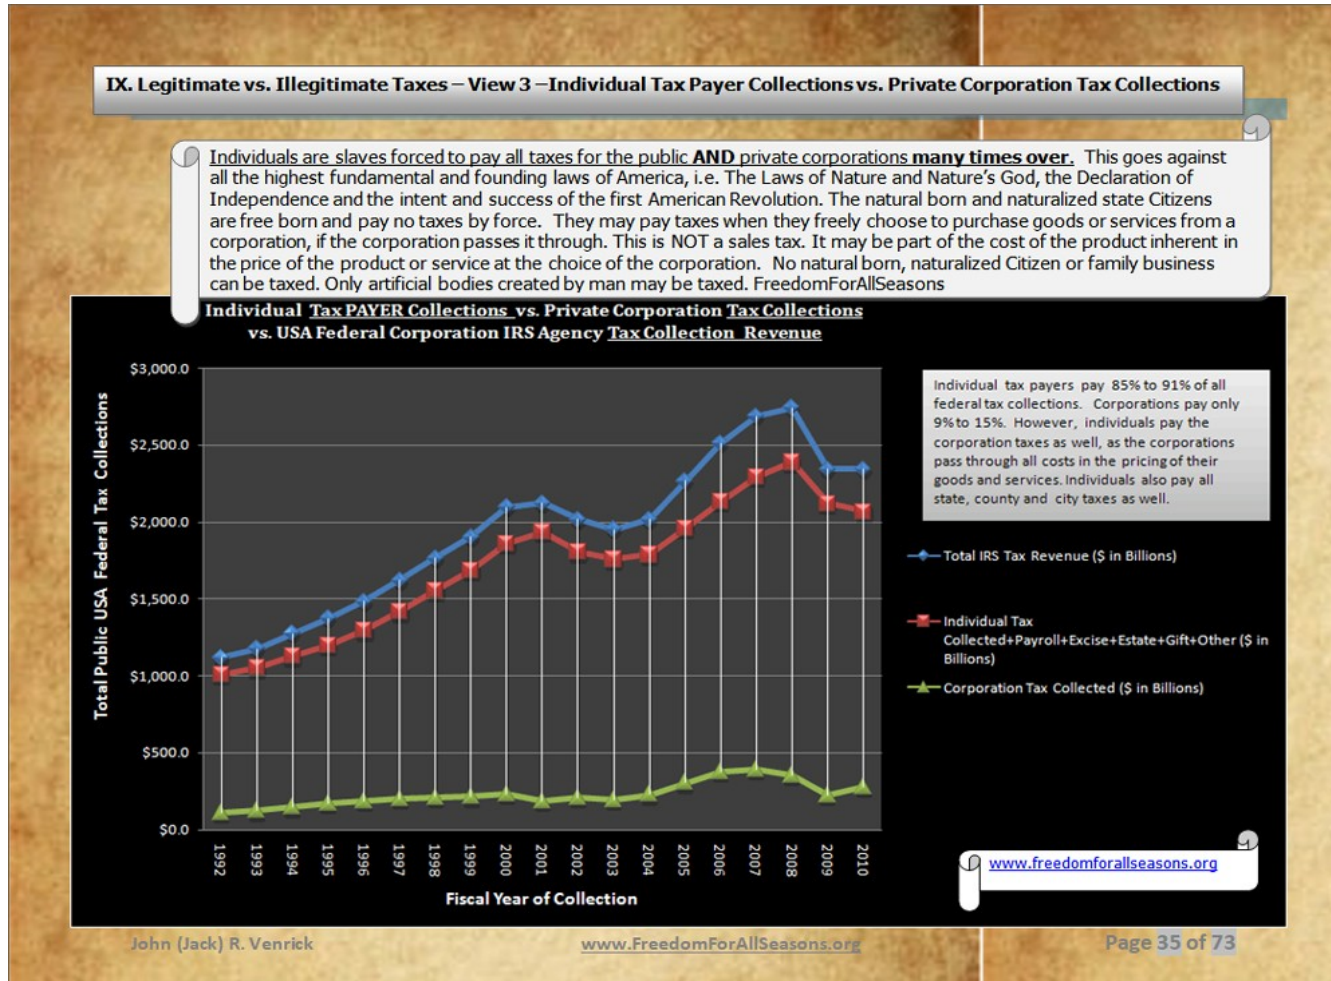 IX. Legitimate vs. Illegitimate Taxes – View 3 –Individual Tax Payer Collections vs. Private Corporation Tax Collections
Individuals are slaves forced to pay all taxes for the public AND private corporations many times over. This goes against
all the highest fundamental and founding laws of America, i.e. The Laws of Nature and Nature's God, the Declaration of
Independence and the intent and success of the first American Revolution. The natural born and naturalized state Citizens
are free born and pay no taxes by force. They may pay taxes when they freely choose to purchase goods or services from a
corporation, if the corporation passes it through. This is NOT a sales tax. It may be part of the cost of the product inherent in
the price of the product or service at the choice of the corporation. No natural born, naturalized Citizen or family business
can be taxed. Only artificial bodies created by man may be taxed. FreedomForAllSeasons
Individual Tax PAYER Collections vs. Private Corporation Tax Collections
vs. USA Federal Corporation IRS Agency Tax Collection Revenue
Total Public USA Federal Tax Collections
$3,000.0
$2,500.0
$2,000.0
$1,500.0
$1,000.0
$500.0
$0.0
1992
1993
1994
1995
1996
1997
1998
1999
2000
2001
2002
2003
2004
2005
2006
2007
2008
2009
2010
Fiscal Year of Collection
Individual tax payers pay 85% to 91% of all
federal tax collections. Corporations pay only
9% to 15%. However, individuals pay the
corporation taxes as well, as the corporations
pass through all costs in the pricing of their
goods and services. Individuals also pay all
state, county and city taxes as well.
Total IRS Tax Revenue ($ in Billions)
Individual Tax
Collected+Payroll+Excise+Estate+Gift+Other ($ in
Billions)
Corporation Tax Collected ($ in Billions)
www.freedomforallseasons.org
John (Jack) R. Venrick
www.FreedomForAllSeasons.org
Page 35 of 73